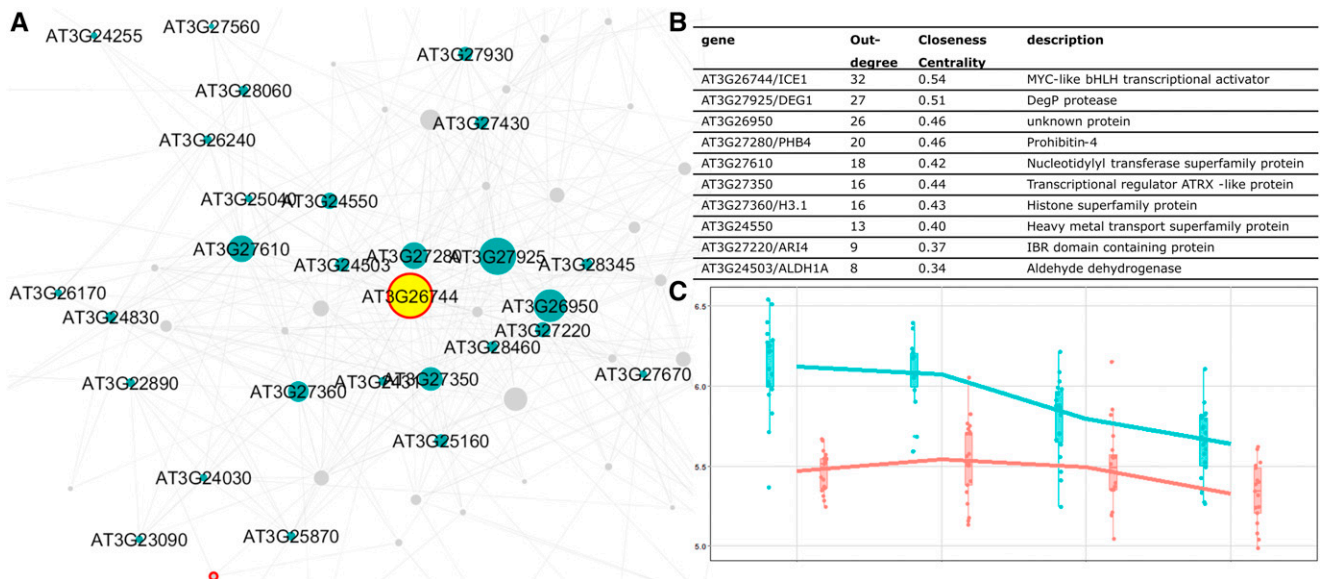 A
AT3G24255
AT3G27560
AT3G27930
AT3G28060
AT3G27430
AT3G26240
AT3G25040
AT3G24550
AT3G27610
AT3G27280
AT3G27925
AT3G24503
AT3G28345
AT3G26170
AT3G26744
AT3G24830
AT3G26950
AT3G27220
AT3G28460
AT3G22890
AT3G27360
AT3G27350
AT3G27670
AT3G25160
AT3G24030
AT3G23090
AT3G25870
B
gene Out-degree Closeness Centrality description
AT3G26744/ICE1 32 0.54 MYC-like bHLH transcriptional activator
AT3G27925/DEG1 27 0.51 DegP protease
AT3G26950 26 0.46 unknown protein
AT3G27280/PHB4 20 0.46 Prohibitin-4
AT3G27610 18 0.42 Nucleotidylyl transferase superfamily protein
AT3G27350 16 0.44 Transcriptional regulator ATRX -like protein
AT3G27360/H3.1 16 0.43 Histone superfamily protein
AT3G24550 13 0.40 Heavy metal transport superfamily protein
AT3G27220/ARI4 9 0.37 IBR domain containing protein
AT3G24503/ALDH1A 8 0.34 Aldehyde dehydrogenase
C
6.5
6.0
5.5
5.0